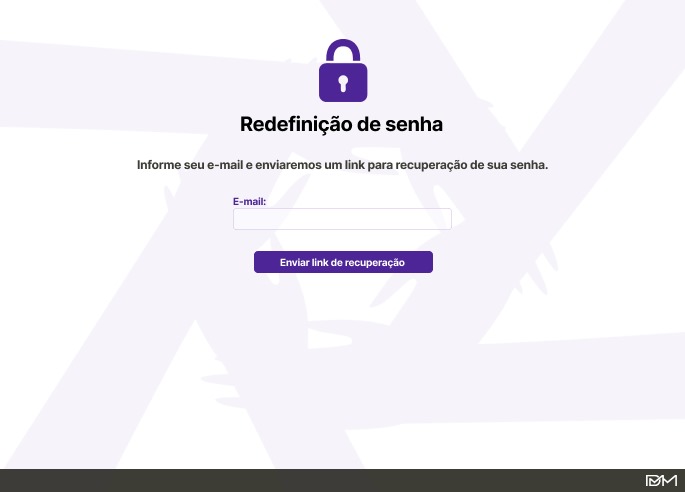 Redefinição de senha
Informe seu e-mail e enviaremos um link para recuperação de sua senha.
E-mail:
Enviar link de recuperação